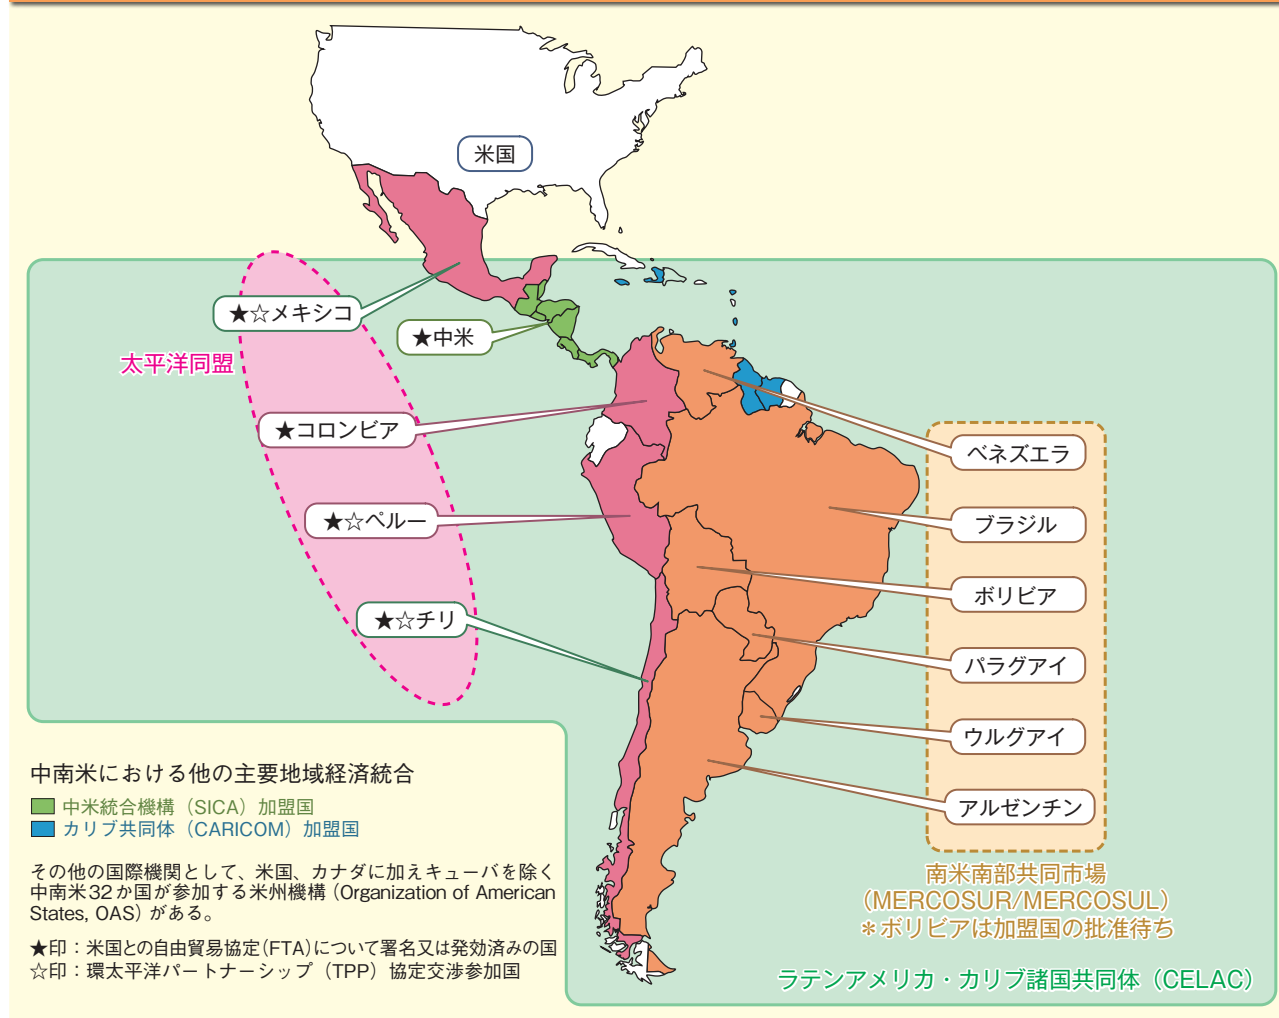 米国
★☆メキシコ
★中米
太平洋同盟
★コロンビア
★☆ペルー
★☆チリ
ベネズエラ
ブラジル
ボリビア
パラグアイ
ウルグアイ
アルゼンチン
南米南部共同市場
(MERCOSUR/MERCOSUL)
＊ボリビアは加盟国の批准待ち
ラテンアメリカ・カリブ諸国共同体（CELAC）
中南米における他の主要地域経済統合
中米統合機構（SICA）加盟国
カリブ共同体（CARICOM）加盟国
その他の国際機関として、米国、カナダに加えキューバを除く
中南米32か国が参加する米州機構（Organization of American
States, OAS）がある。
★印：米国との自由貿易協定（FTA）について署名又は発効済みの国
☆印：環太平洋パートナーシップ（TPP）協定交渉参加国